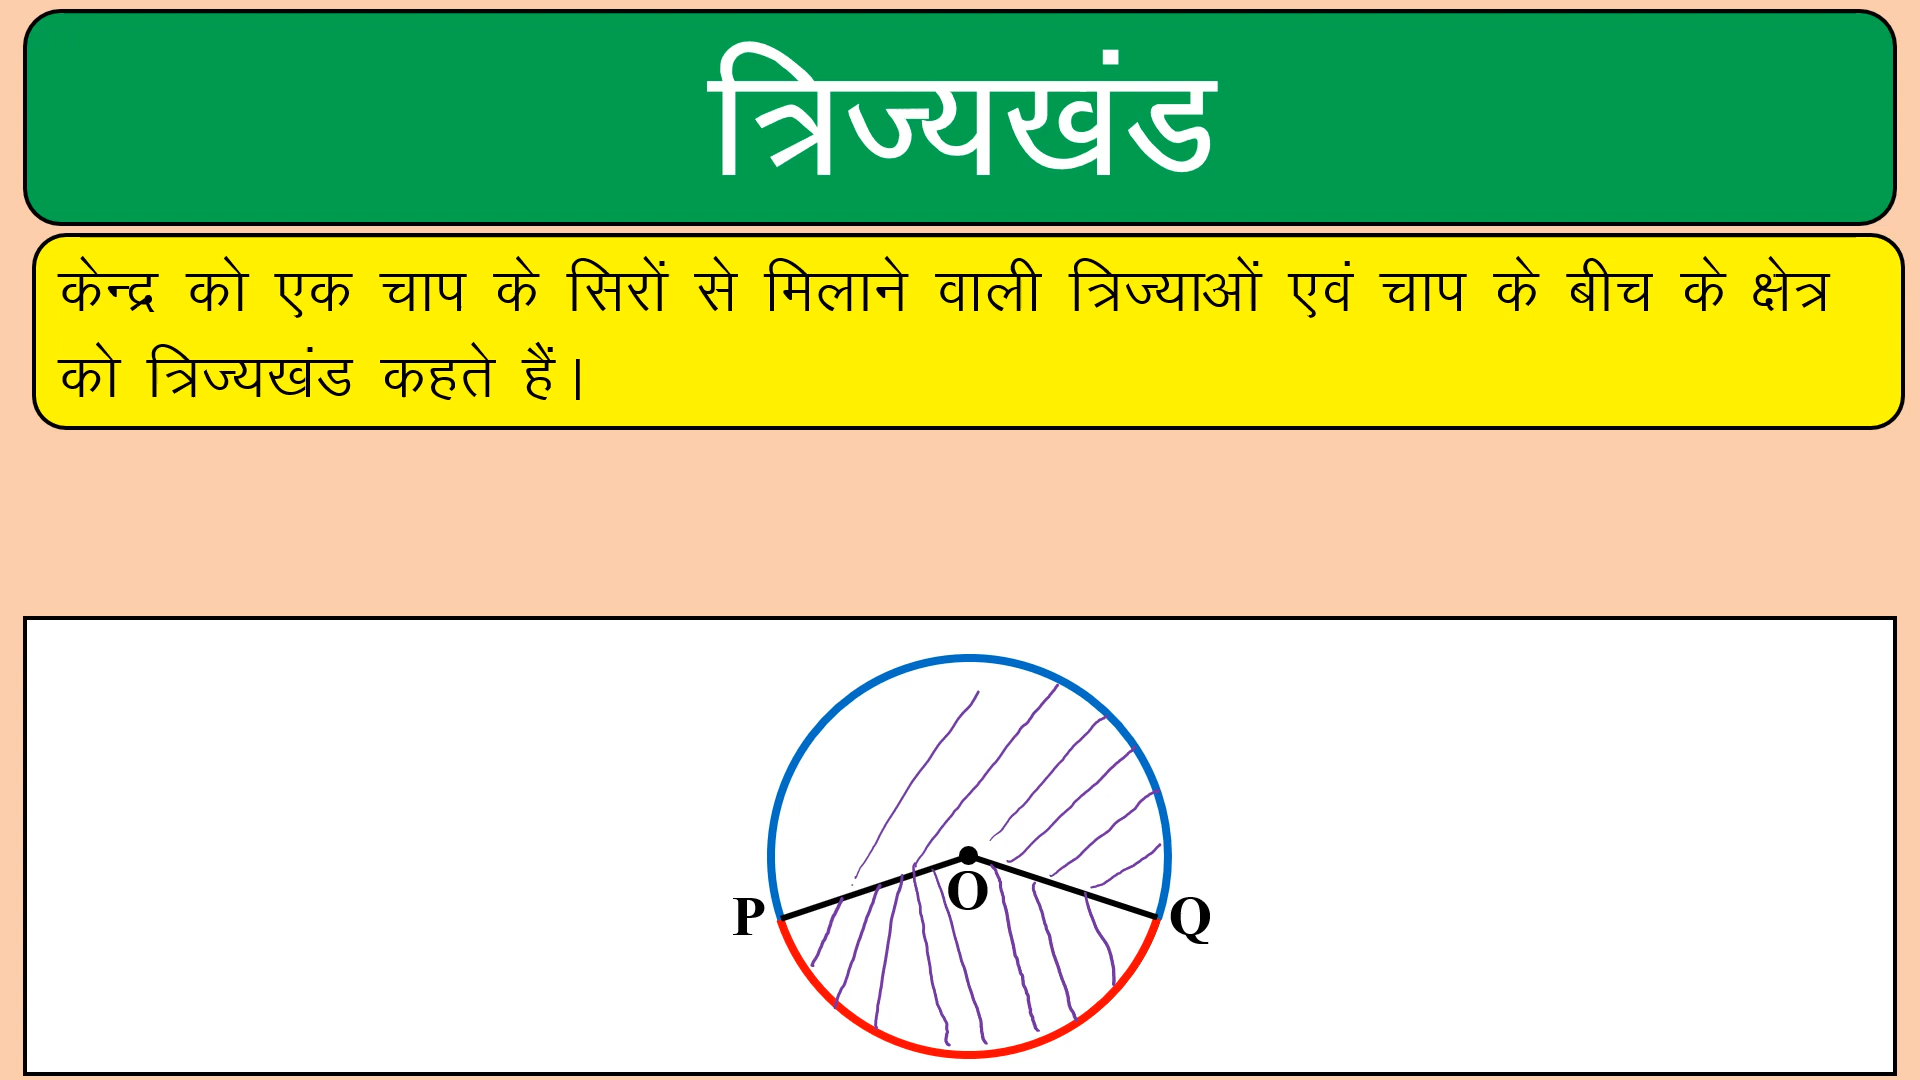 त्रिज्यखंड
केन्द्र को एक चाप के सिरों से मिलाने वाली त्रिज्याओं एवं चाप के बीच के क्षेत्र
को त्रिज्यखंड कहते हैं।
O
P
Q